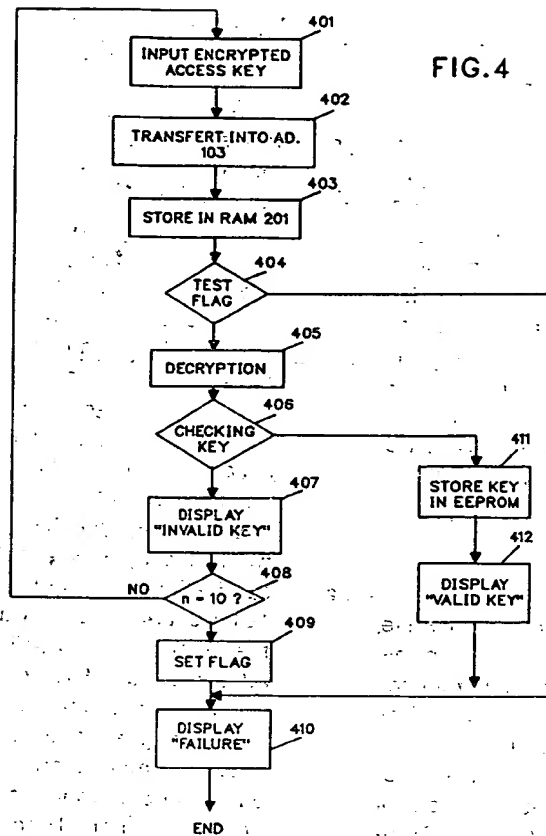 401
INPUT ENCRYPTED
ACCESS KEY
FIG.4
402
TRANSFERT INTO AD.
103
403
STORE IN RAM 201
404
TEST
FLAG
405
DECRYPTION
406
CHECKING
KEY
411
STORE KEY
IN EEPROM
407
DISPLAY
"INVALID KEY"
412
DISPLAY
"VALID KEY"
408
NO
n = 10 ?
409
SET FLAG
DISPLAY
"FAILURE"
410
END